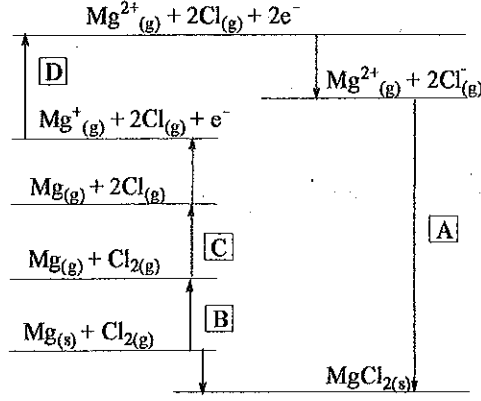 Mg²⁺(g) + 2Cl(g) + 2e⁻
D
Mg²⁺(g) + 2Cl⁻(g)
Mg⁺(g) + 2Cl(g) + e⁻
Mg(g) + 2Cl(g)
A
C
Mg(g) + Cl₂(g)
B
Mg(s) + Cl₂(g)
MgCl₂(s)